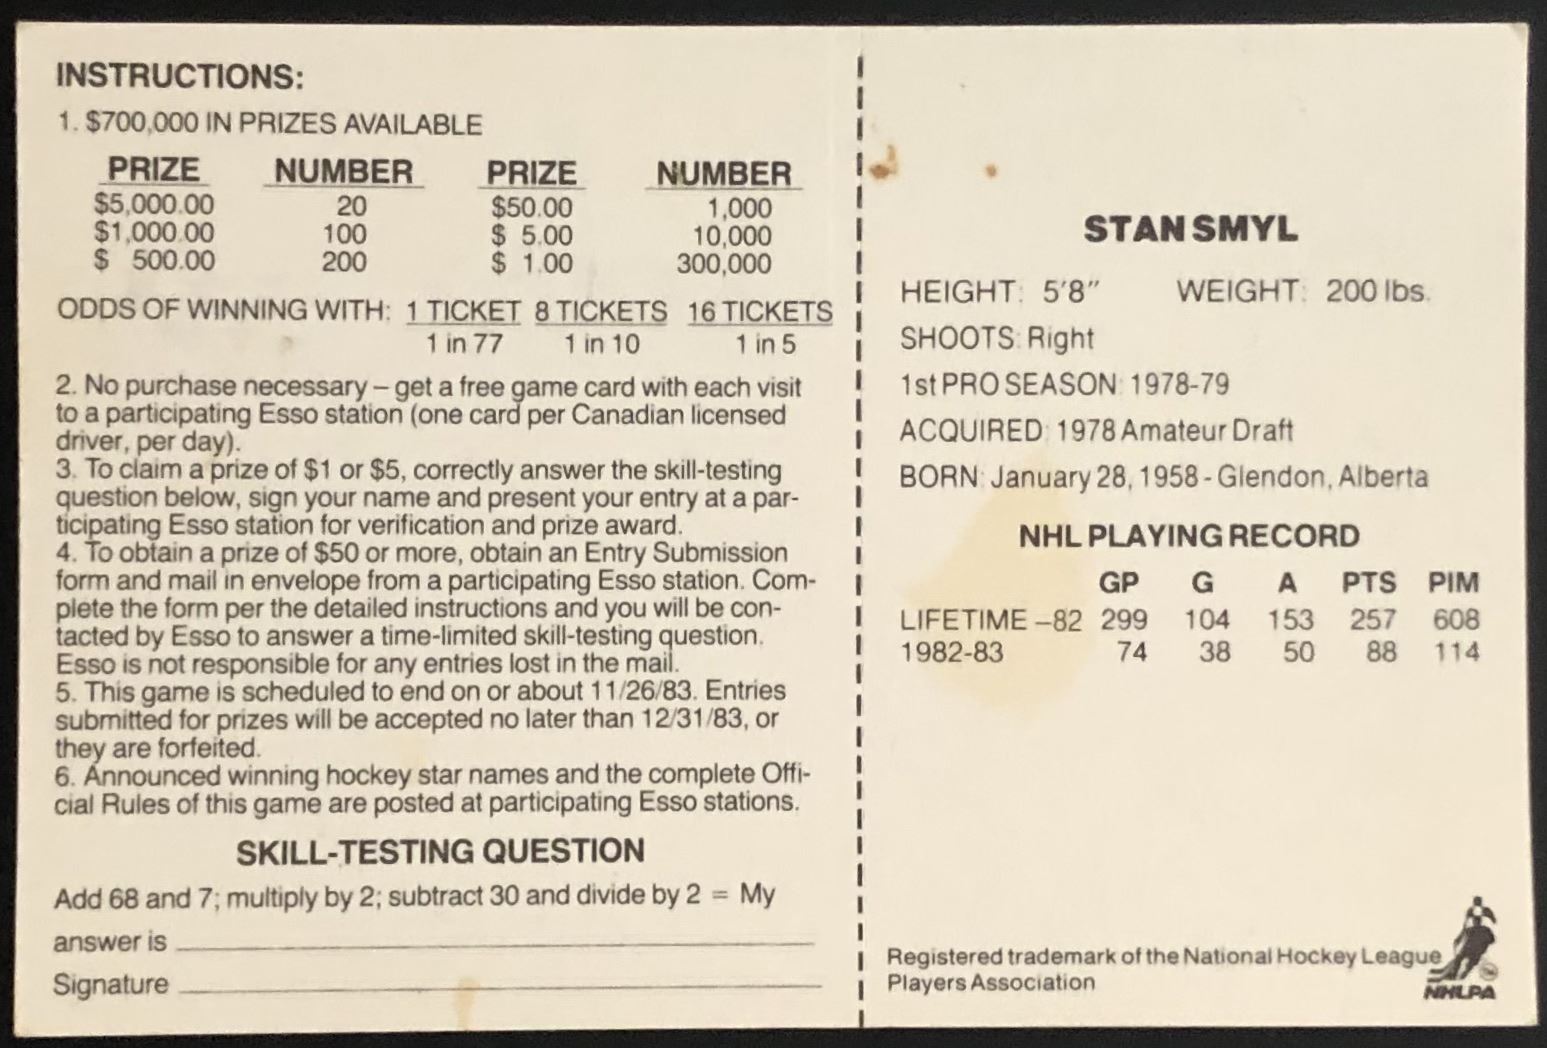 INSTRUCTIONS:
1. $700,000 IN PRIZES AVAILABLE
PRIZE NUMBER PRIZE NUMBER
$5,000.00 20 $50.00 1,000
$1,000.00 100 $ 5.00 10,000
$ 500.00 200 $ 1.00 300,000
ODDS OF WINNING WITH: 1 TICKET 8 TICKETS 16 TICKETS
1 in 77 1 in 10 1 in 5
2. No purchase necessary – get a free game card with each visit
to a participating Esso station (one card per Canadian licensed
driver, per day).
3. To claim a prize of $1 or $5, correctly answer the skill-testing
question below, sign your name and present your entry at a par-
ticipating Esso station for verification and prize award.
4. To obtain a prize of $50 or more, obtain an Entry Submission
form and mail in envelope from a participating Esso station. Com-
plete the form per the detailed instructions and you will be con-
tacted by Esso to answer a time-limited skill-testing question.
Esso is not responsible for any entries lost in the mail.
5. This game is scheduled to end on or about 11/26/83. Entries
submitted for prizes will be accepted no later than 12/31/83, or
they are forfeited.
6. Announced winning hockey star names and the complete Offi-
cial Rules of this game are posted at participating Esso stations.
SKILL-TESTING QUESTION
Add 68 and 7; multiply by 2; subtract 30 and divide by 2 = My
answer is
Signature
STAN SMYL
HEIGHT: 5'8" WEIGHT: 200 lbs.
SHOOTS: Right
1st PRO SEASON: 1978-79
ACQUIRED: 1978 Amateur Draft
BORN: January 28, 1958 - Glendon, Alberta
NHL PLAYING RECORD
GP G A PTS PIM
LIFETIME –82 299 104 153 257 608
1982-83 74 38 50 88 114
Registered trademark of the National Hockey League
Players Association
NHLPA